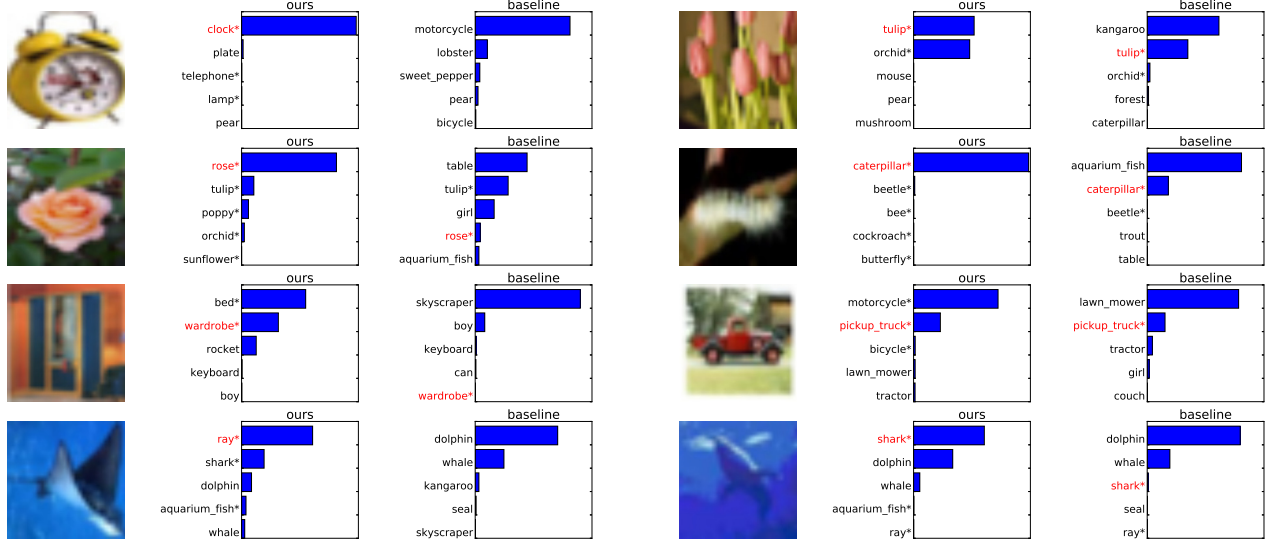 ours
clock*
plate
telephone*
lamp*
pear
baseline
motorcycle
lobster
sweet_pepper
pear
bicycle
ours
tulip*
orchid*
mouse
pear
mushroom
baseline
kangaroo
tulip*
orchid*
forest
caterpillar
ours
rose*
tulip*
poppy*
orchid*
sunflower*
baseline
table
tulip*
girl
rose*
aquarium_fish
ours
caterpillar*
beetle*
bee*
cockroach*
butterfly*
baseline
aquarium_fish
caterpillar*
beetle*
trout
table
ours
bed*
wardrobe*
rocket
keyboard
boy
baseline
skyscraper
boy
keyboard
can
wardrobe*
ours
motorcycle*
pickup_truck*
bicycle*
lawn_mower
tractor
baseline
lawn_mower
pickup_truck*
tractor
girl
couch
ours
ray*
shark*
dolphin
aquarium_fish*
whale
baseline
dolphin
whale
kangaroo
seal
skyscraper
ours
shark*
dolphin
whale
aquarium_fish*
ray*
baseline
dolphin
whale
shark*
seal
ray*